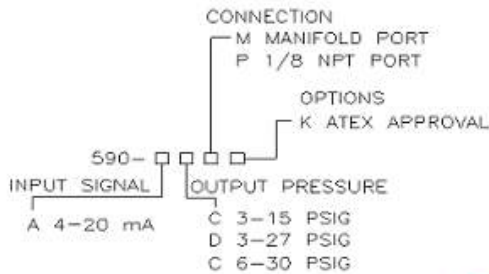 CONNECTION
M MANIFOLD PORT
P 1/8 NPT PORT
OPTIONS
K ATEX APPROVAL
590-
INPUT SIGNAL
OUTPUT PRESSURE
A 4-20 mA
C 3-15 PSIG
D 3-27 PSIG
C 6-30 PSIG